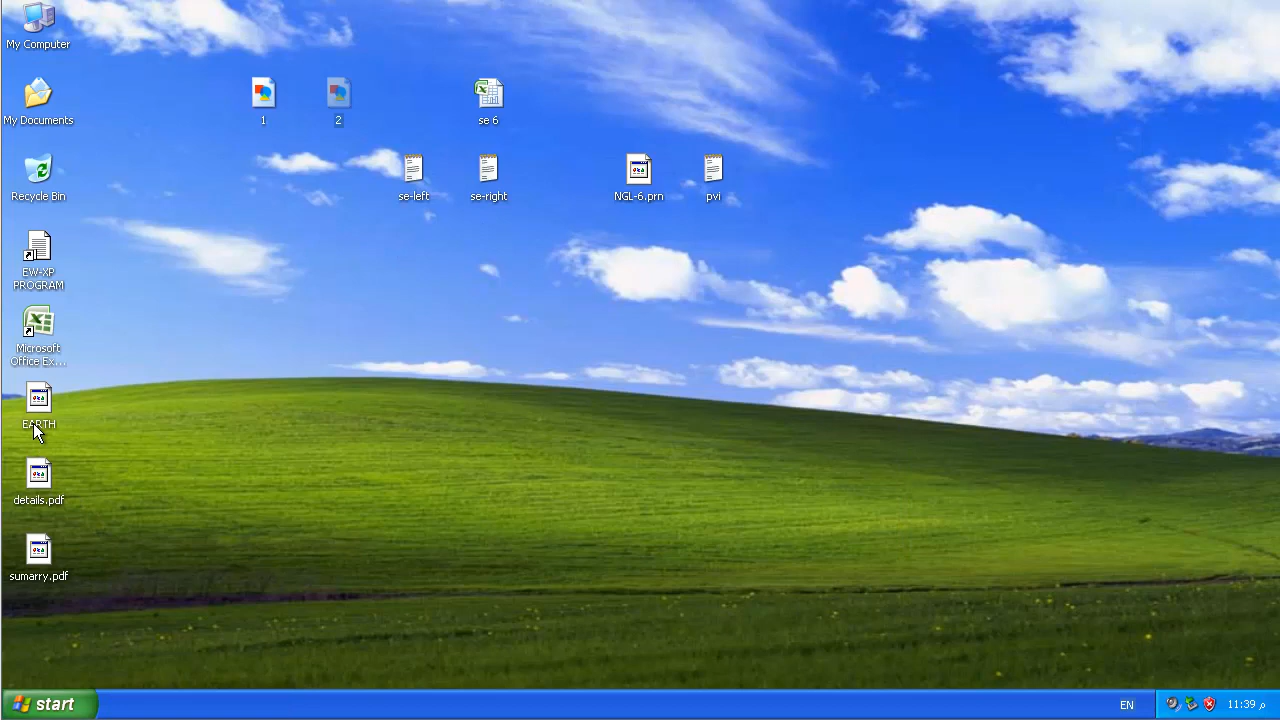 My Computer
1
2
se 6
My Documents
Recycle Bin
se-left
se-right
NGL-6.prn
pvi
EW-XP
PROGRAM
Microsoft
Office Ex...
EARTH
details.pdf
sumarry.pdf
start
EN
11:39 م